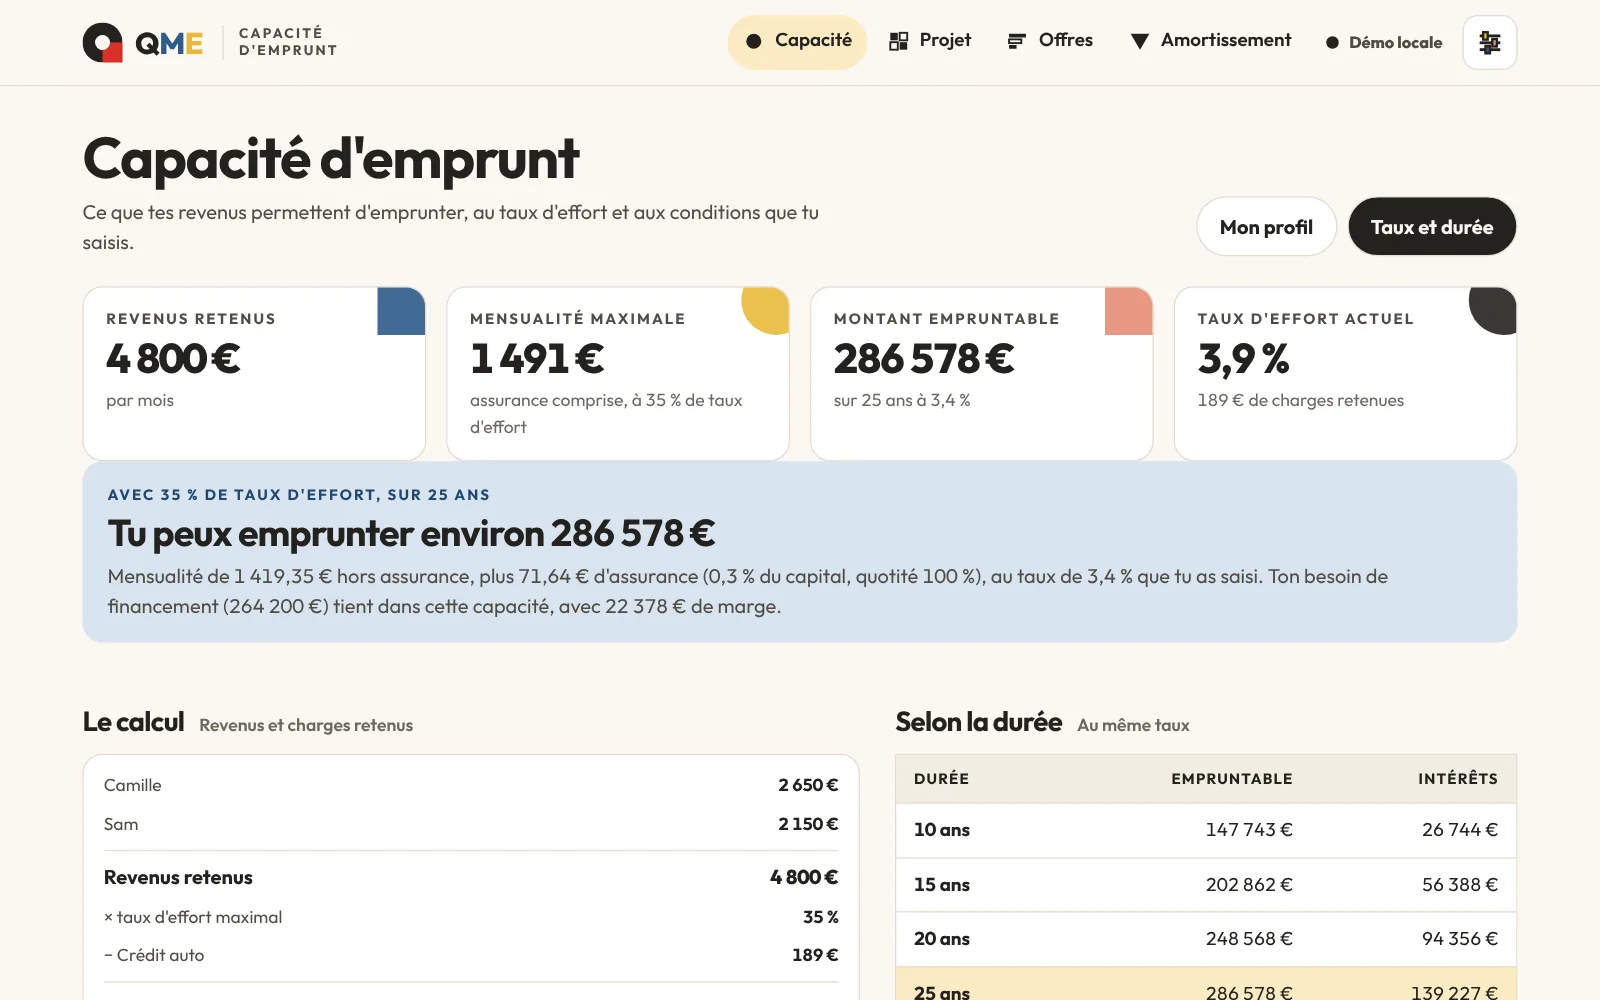 QME
CAPACITÉ
D'EMPRUNT
Capacité
Projet
Offres
Amortissement
Démo locale
Capacité d'emprunt
Ce que tes revenus permettent d'emprunter, au taux d'effort et aux conditions que tu
saisis.
Mon profil
Taux et durée
REVENUS RETENUS
4 800 €
par mois
MENSUALITÉ MAXIMALE
1 491 €
assurance comprise, à 35 % de taux
d'effort
MONTANT EMPRUNTABLE
286 578 €
sur 25 ans à 3,4 %
TAUX D'EFFORT ACTUEL
3,9 %
189 € de charges retenues
AVEC 35 % DE TAUX D'EFFORT, SUR 25 ANS
Tu peux emprunter environ 286 578 €
Mensualité de 1 419,35 € hors assurance, plus 71,64 € d'assurance (0,3 % du capital, quotité 100 %), au taux de 3,4 % que tu as saisi. Ton besoin de
financement (264 200 €) tient dans cette capacité, avec 22 378 € de marge.
Le calcul Revenus et charges retenus
Camille 2 650 €
Sam 2 150 €
Revenus retenus 4 800 €
× taux d'effort maximal 35 %
− Crédit auto 189 €
Selon la durée Au même taux
DURÉE EMPRUNTABLE INTÉRÊTS
10 ans 147 743 € 26 744 €
15 ans 202 862 € 56 388 €
20 ans 248 568 € 94 356 €
25 ans 286 578 € 139 227 €